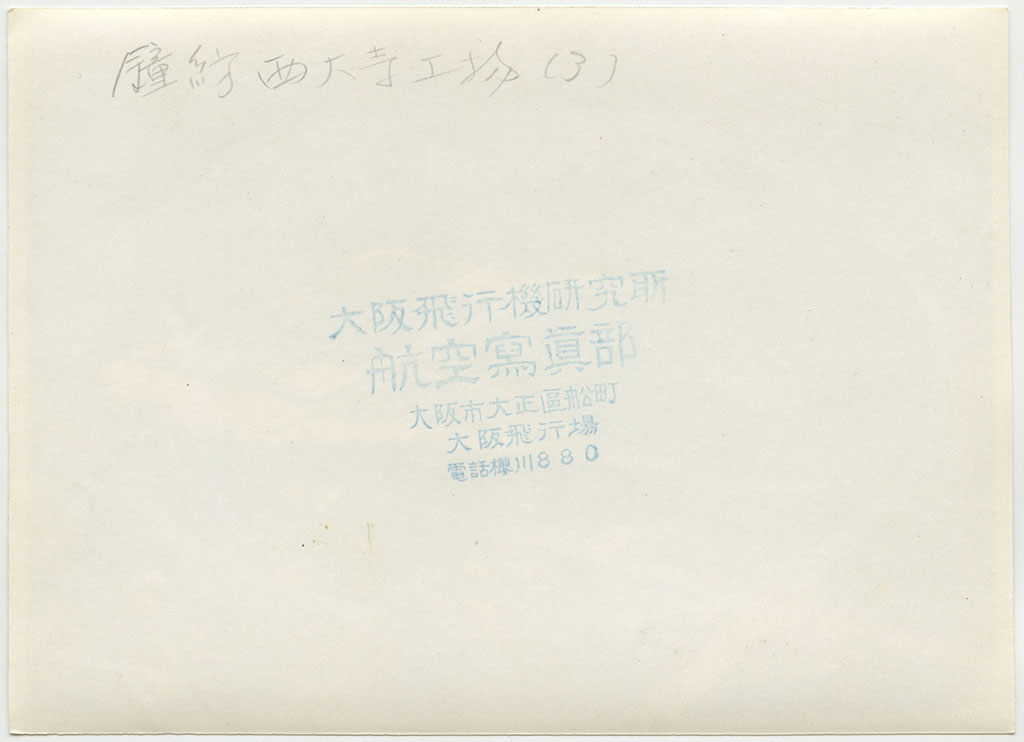 鐘紡西大寺工場(3)
大阪飛行機研究所
航空寫眞部
大阪市大正區船町
大阪飛行場
電話櫻川880